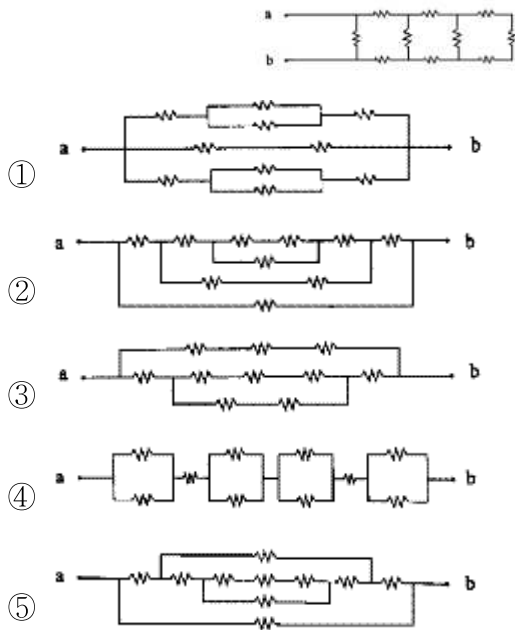 a
b
① a b
② a b
③ a b
④ a b
⑤ a b